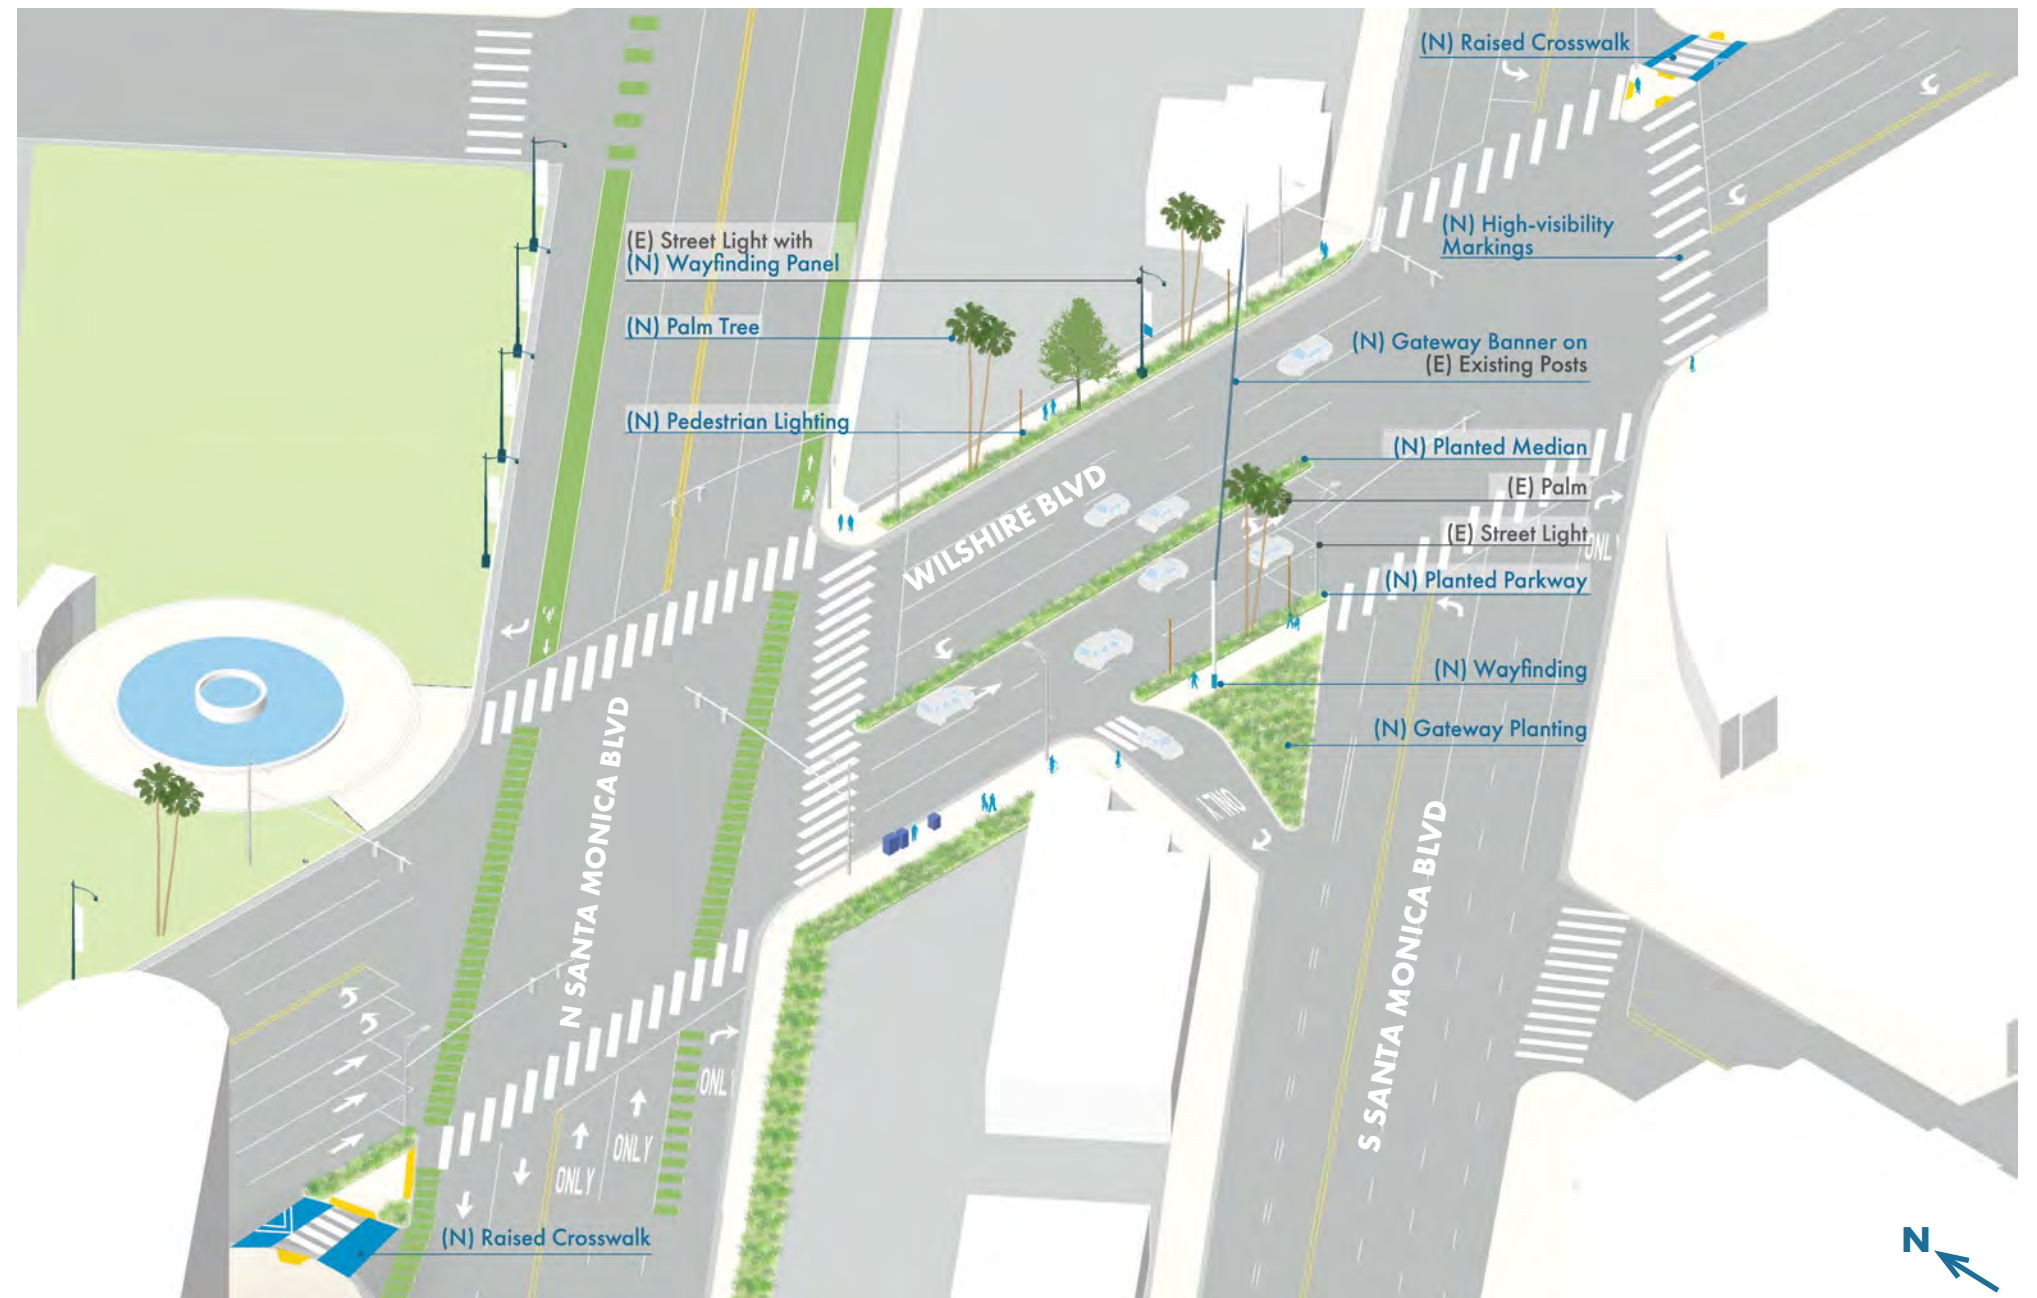 (N) Raised Crosswalk
(E) Street Light with
(N) Wayfinding Panel
(N) High-visibility
Markings
(N) Palm Tree
(N) Gateway Banner on
(E) Existing Posts
(N) Pedestrian Lighting
(N) Planted Median
(E) Palm
WILSHIRE BLVD
(E) Street Light
ONLY
(N) Planted Parkway
(N) Wayfinding
(N) Gateway Planting
N SANTA MONICA BLVD
ONLY
S SANTA MONICA BLVD
ONLY
ONLY
ONLY
(N) Raised Crosswalk
N